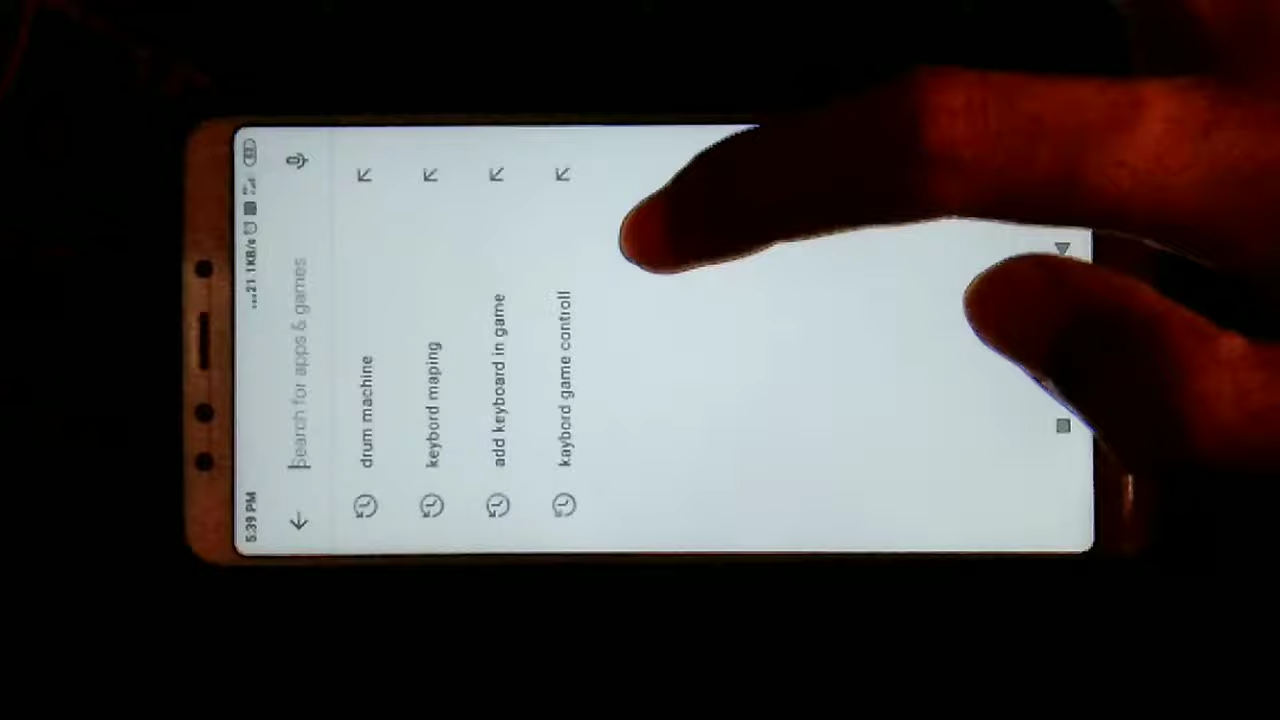 5:39 PM ...21.1KB/s
Search for apps & games
drum machine
keybord maping
add keyboard in game
kaybord game controll